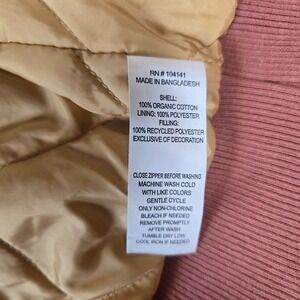 RN # 104141
MADE IN BANGLADESH
SHELL:
100% ORGANIC COTTON
LINING: 100% POLYESTER
FILLING:
100% RECYCLED POLYESTER
EXCLUSIVE OF DECORATION
CLOSE ZIPPER BEFORE WASHING
MACHINE WASH COLD
WITH LIKE COLORS
GENTLE CYCLE
ONLY NON-CHLORINE
BLEACH IF NEEDED
REMOVE PROMPTLY
AFTER WASH
TUMBLE DRY LOW
COOL IRON IF NEEDED